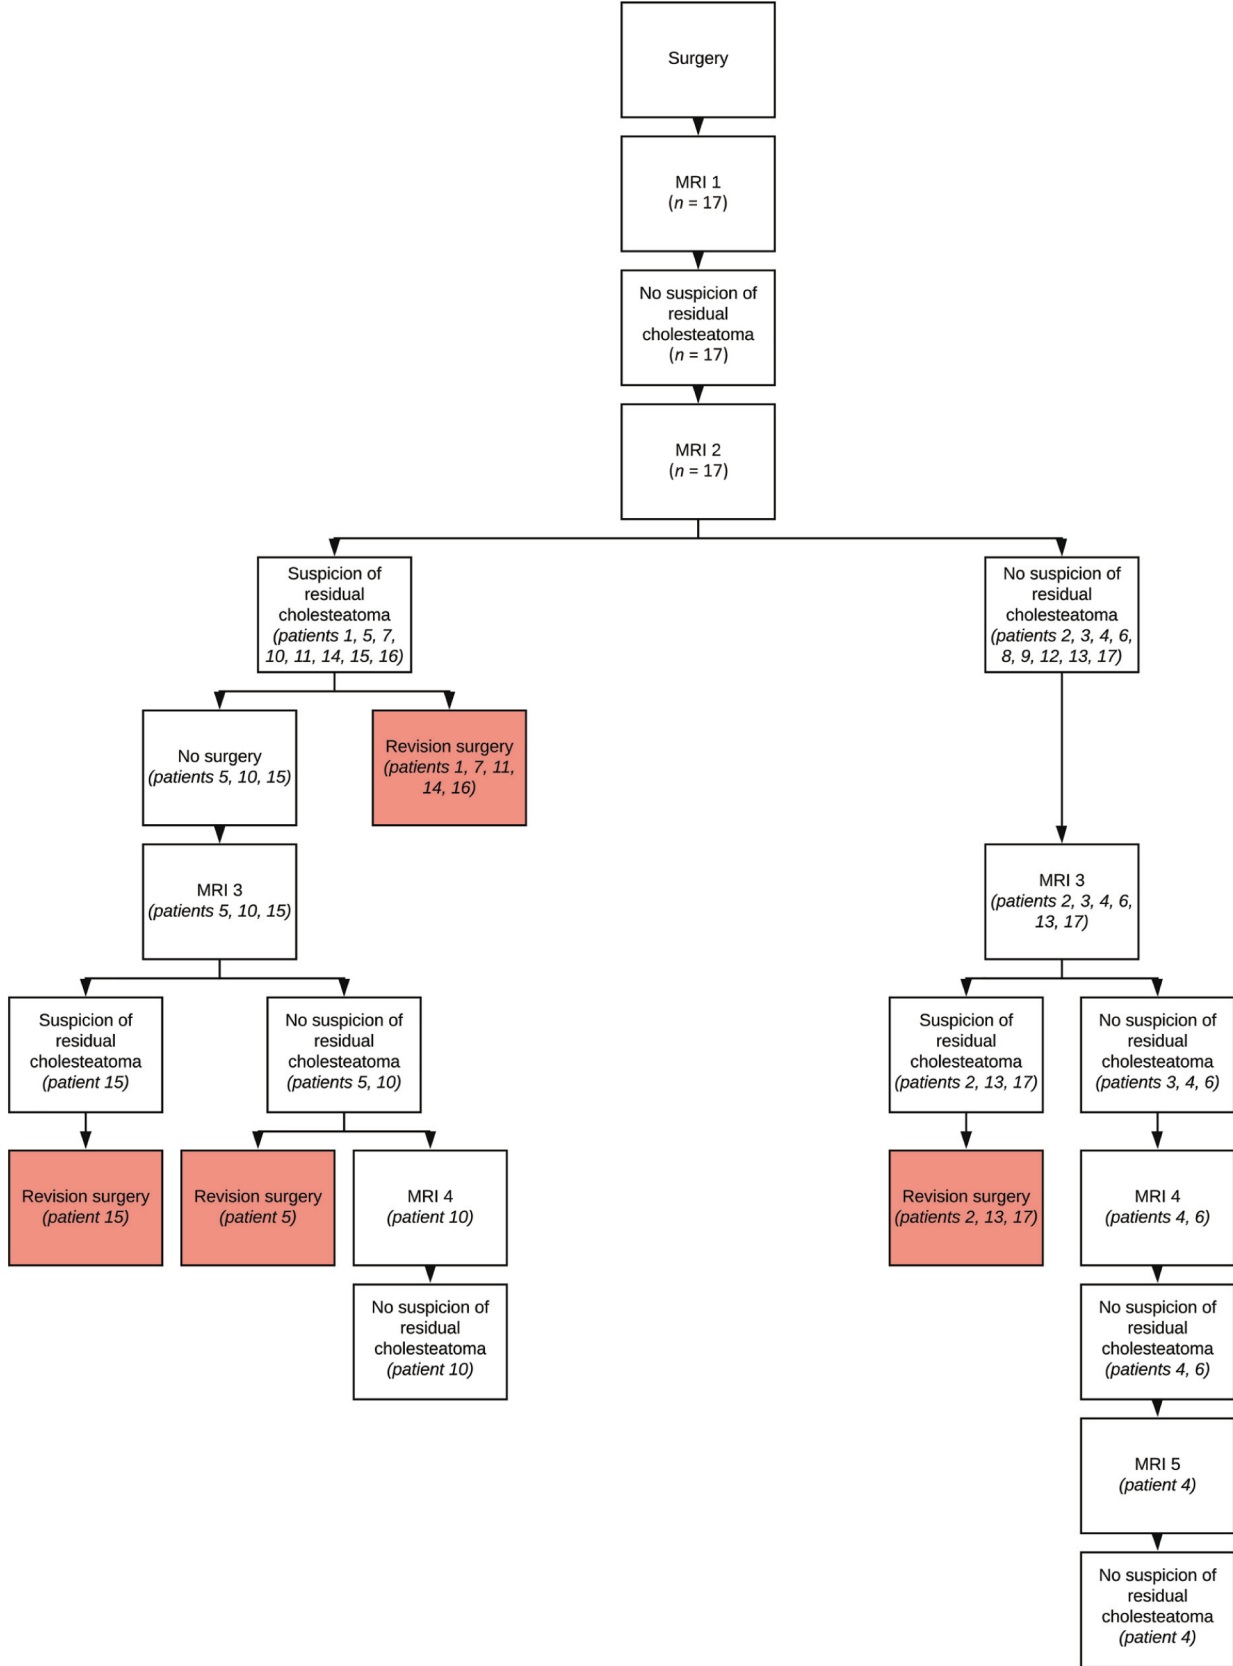 Surgery
MRI 1
(n = 17)
No suspicion of
residual
cholesteatoma
(n = 17)
MRI 2
(n = 17)
Suspicion of
residual
cholesteatoma
(patients 1, 5, 7,
10, 11, 14, 15, 16)
No suspicion of
residual
cholesteatoma
(patients 2, 3, 4, 6,
8, 9, 12, 13, 17)
No surgery
(patients 5, 10, 15)
Revision surgery
(patients 1, 7, 11,
14, 16)
MRI 3
(patients 5, 10, 15)
MRI 3
(patients 2, 3, 4, 6,
13, 17)
Suspicion of
residual
cholesteatoma
(patient 15)
No suspicion of
residual
cholesteatoma
(patients 5, 10)
Suspicion of
residual
cholesteatoma
(patients 2, 13, 17)
No suspicion of
residual
cholesteatoma
(patients 3, 4, 6)
Revision surgery
(patient 15)
Revision surgery
(patient 5)
MRI 4
(patient 10)
Revision surgery
(patients 2, 13, 17)
MRI 4
(patients 4, 6)
No suspicion of
residual
cholesteatoma
(patient 10)
No suspicion of
residual
cholesteatoma
(patients 4, 6)
MRI 5
(patient 4)
No suspicion of
residual
cholesteatoma
(patient 4)